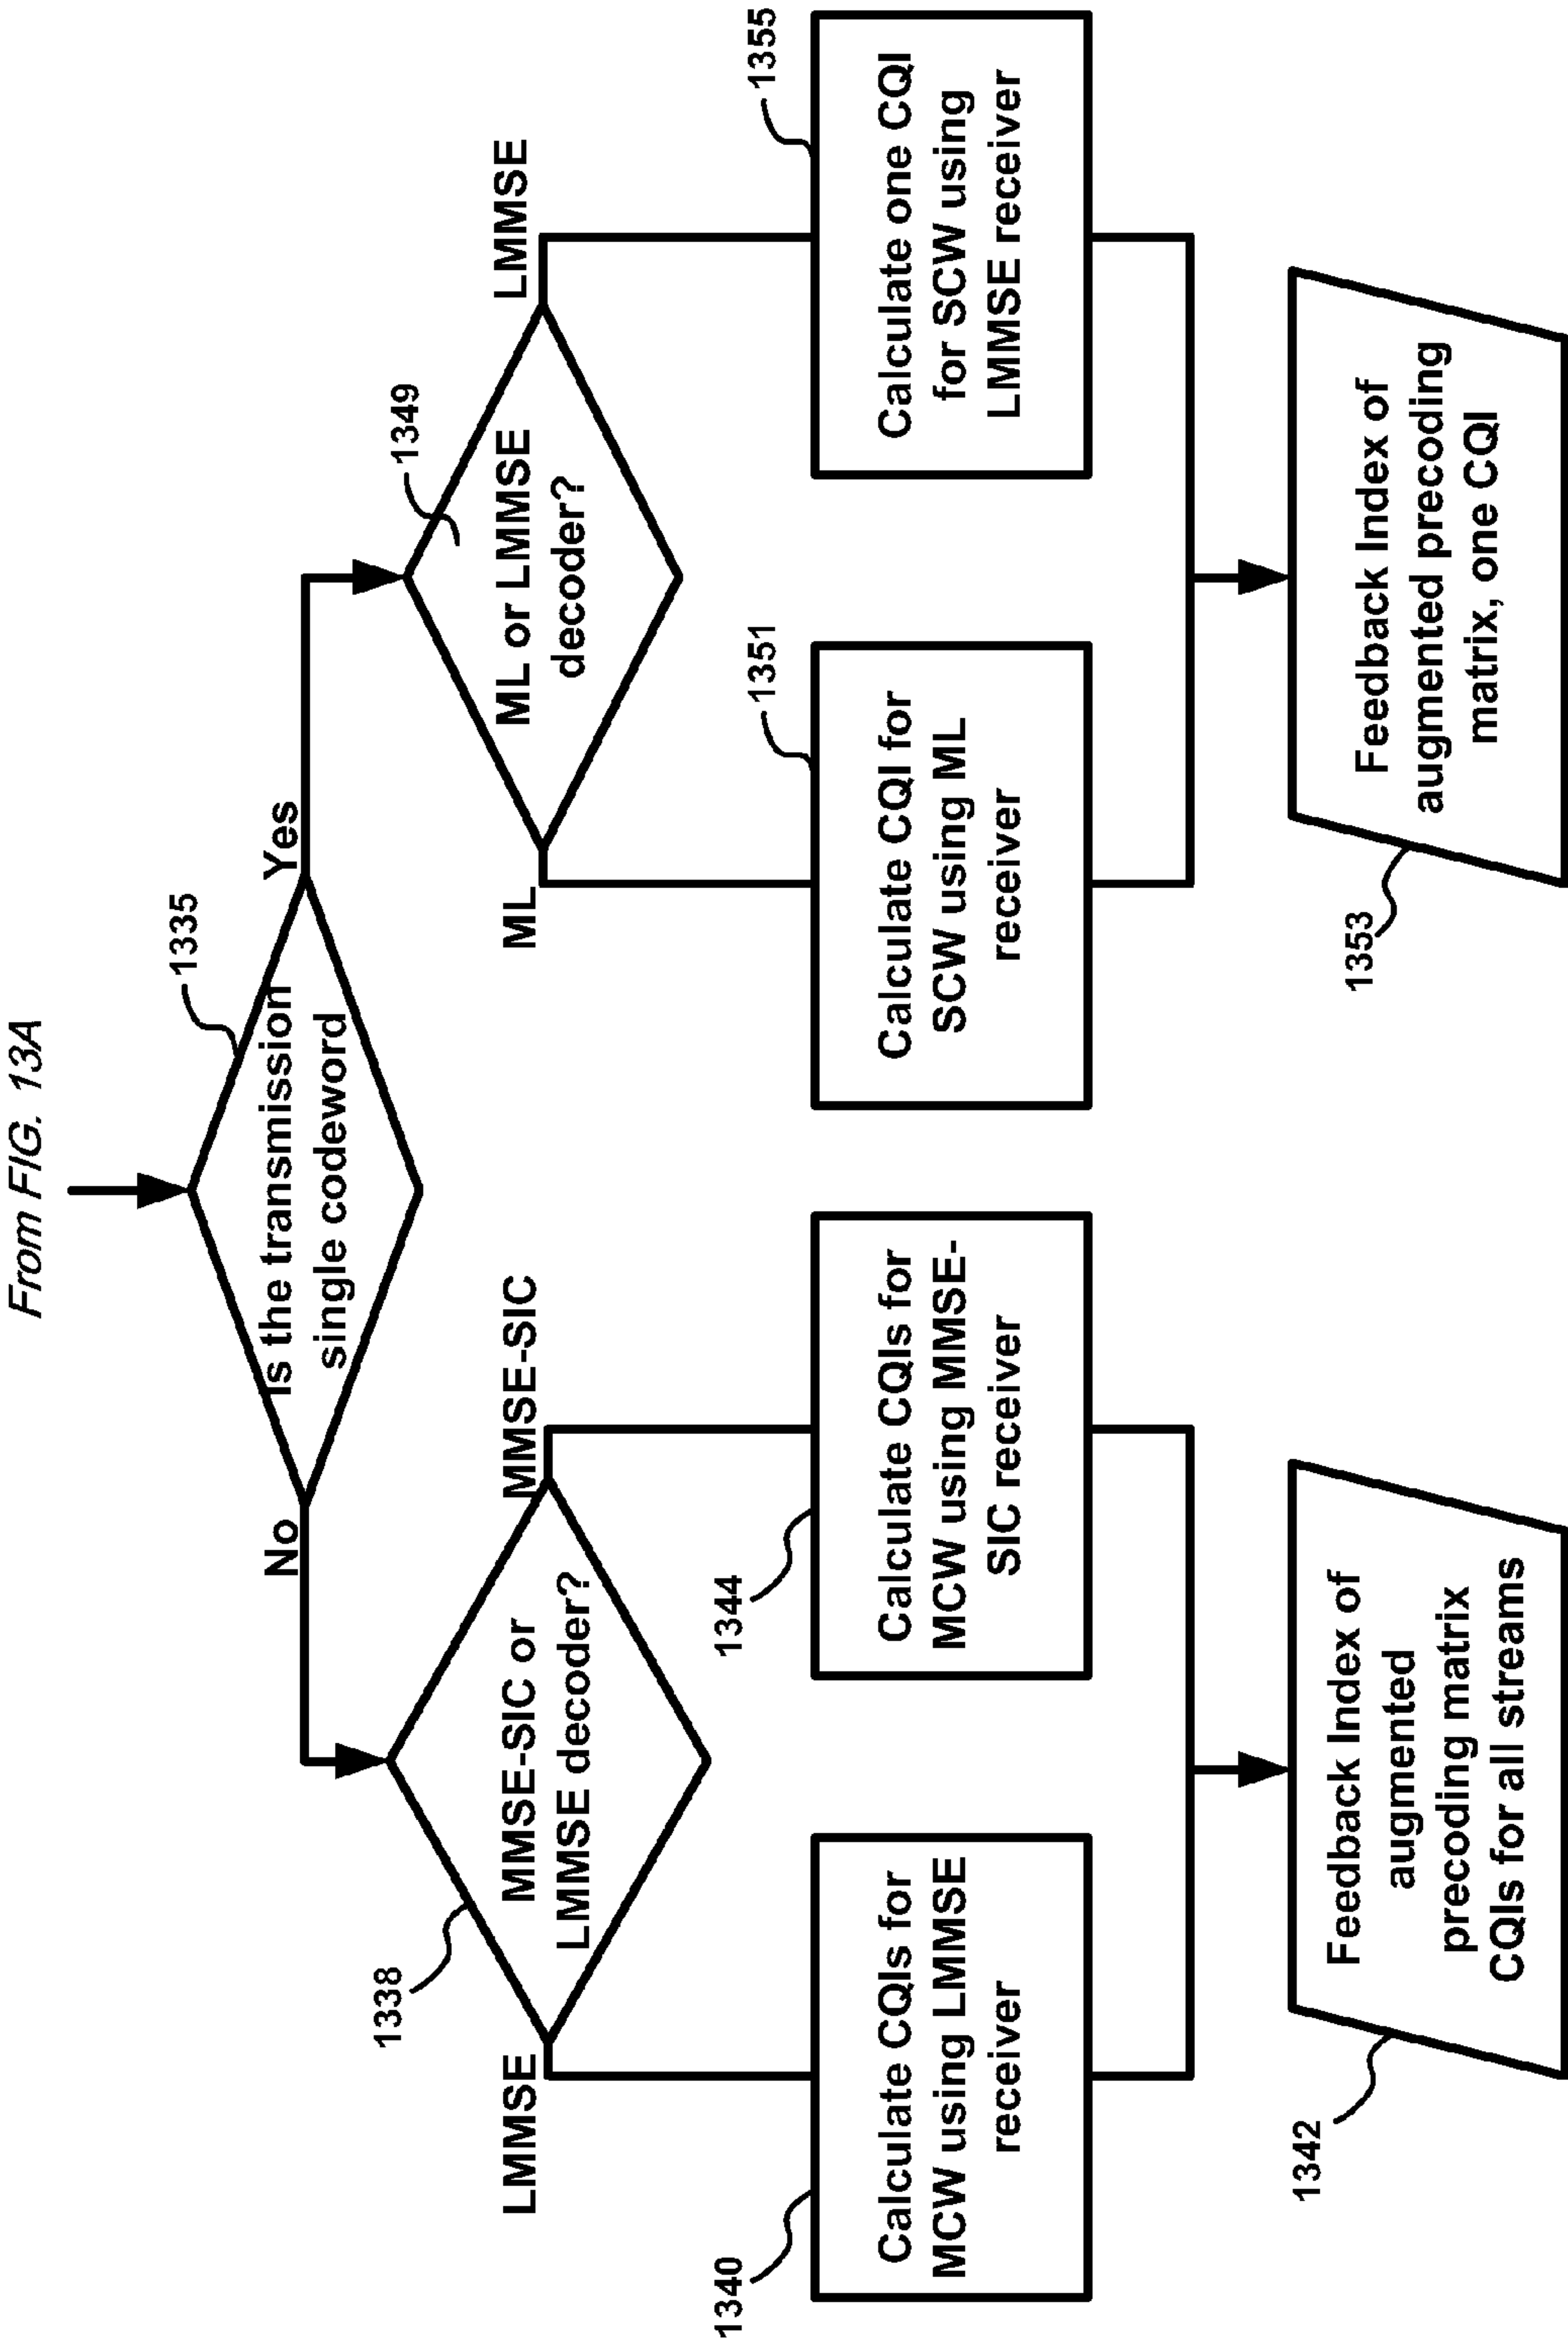 From FIG. 13A
1335
Is the transmission
single codeword
No
Yes
1338
MMSE-SIC or
LMMSE decoder?
LMMSE
MMSE-SIC
1349
ML or LMMSE
decoder?
ML
LMMSE
1340
Calculate CQIs for
MCW using LMMSE
receiver
1344
Calculate CQIs for
MCW using MMSE-
SIC receiver
1351
Calculate CQI for
SCW using ML
receiver
1355
Calculate one CQI
for SCW using
LMMSE receiver
1342
Feedback Index of
augmented
precoding matrix
CQIs for all streams
1353
Feedback Index of
augmented precoding
matrix, one CQI